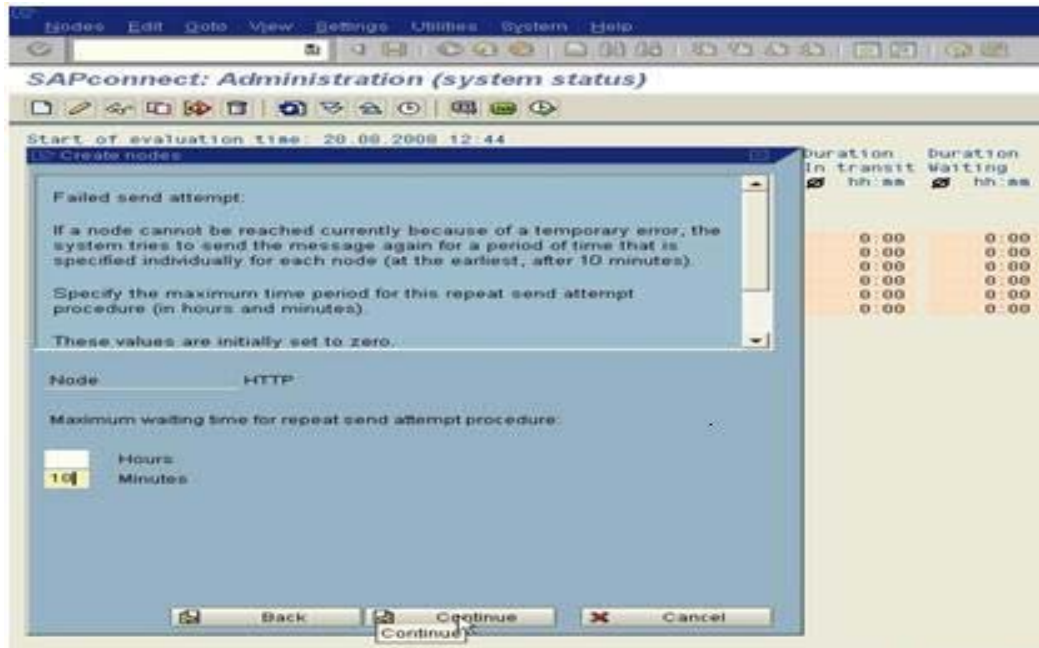 Nodes Edit Goto View Settings Utilities System Help
SAPconnect: Administration (system status)
Start of evaluation time: 20.08.2008 12:44
Create nodes
Duration Duration
In transit Waiting
Ø hh:mm Ø hh:mm
Failed send attempt:
If a node cannot be reached currently because of a temporary error, the
system tries to send the message again for a period of time that is
specified individually for each node (at the earliest, after 10 minutes).
Specify the maximum time period for this repeat send attempt
procedure (in hours and minutes).
These values are initially set to zero.
0:00 0:00
0:00 0:00
0:00 0:00
0:00 0:00
0:00 0:00
0:00 0:00
Node HTTP
Maximum waiting time for repeat send attempt procedure:
Hours
10 Minutes
Back Continue Cancel
Continue